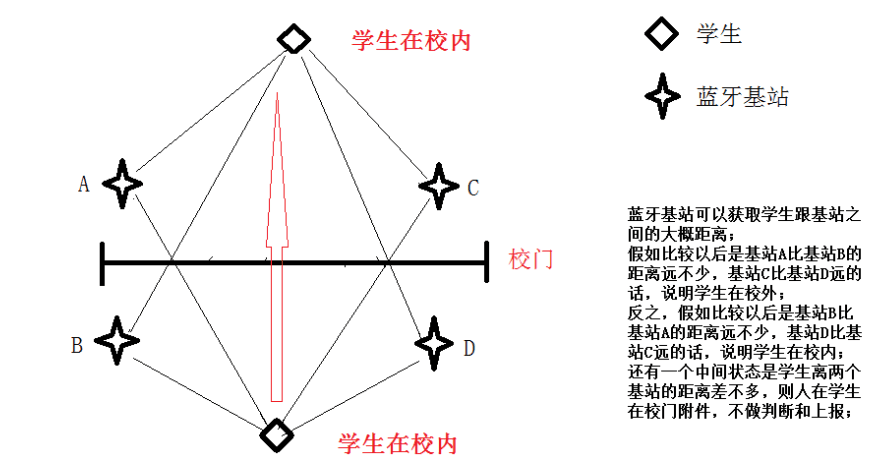 学生在校内
学生
蓝牙基站
A
C
校门
B
D
学生在校内
蓝牙基站可以获取学生跟基站之
间的大概距离;
假如比较以后是基站A比基站B的
距离远不少，基站C比基站D远的
话，说明学生在校外;
反之，假如比较以后是基站B比
基站A的距离远不少，基站D比基
站C远的话，说明学生在校内;
还有一个中间状态是学生离两个
基站的距离差不多，则人在学生
在校门附件，不做判断和上报;